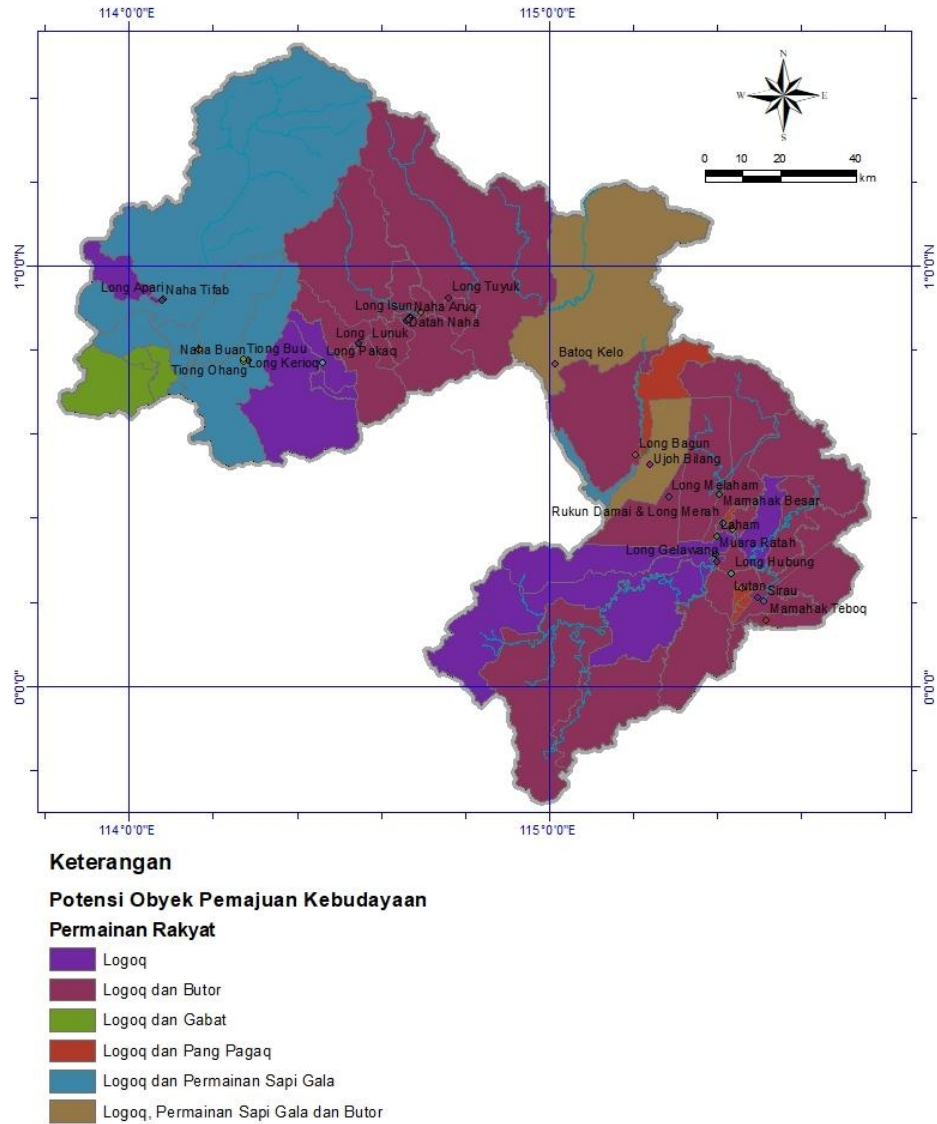 114°0'0"E 115°0'0"E
N
W E
S
0 10 20 40
km
1°0'0"N 1°0'0"N
Long Apari Naha Tifab
Long Tuyuk
Long Isun Naha Aruq
Datah Naha
Long Lunuk
Naha Buan Tiong Buu
Long Pakaq
Tiong Ohang Long Kerioq
Batoq Kelo
Long Bagun
Ujoh Bilang
Long Melaham
Mamahak Besar
Rukun Damai & Long Merah
Laham
Muara Ratah
Long Gelawang
Long Hubung
Lutan Sirau
Mamahak Teboq
0°0'0" 0°0'0"
114°0'0"E 115°0'0"E
Keterangan
Potensi Obyek Pemajuan Kebudayaan
Permainan Rakyat
Logoq
Logoq dan Butor
Logoq dan Gabat
Logoq dan Pang Pagaq
Logoq dan Permainan Sapi Gala
Logoq, Permainan Sapi Gala dan Butor